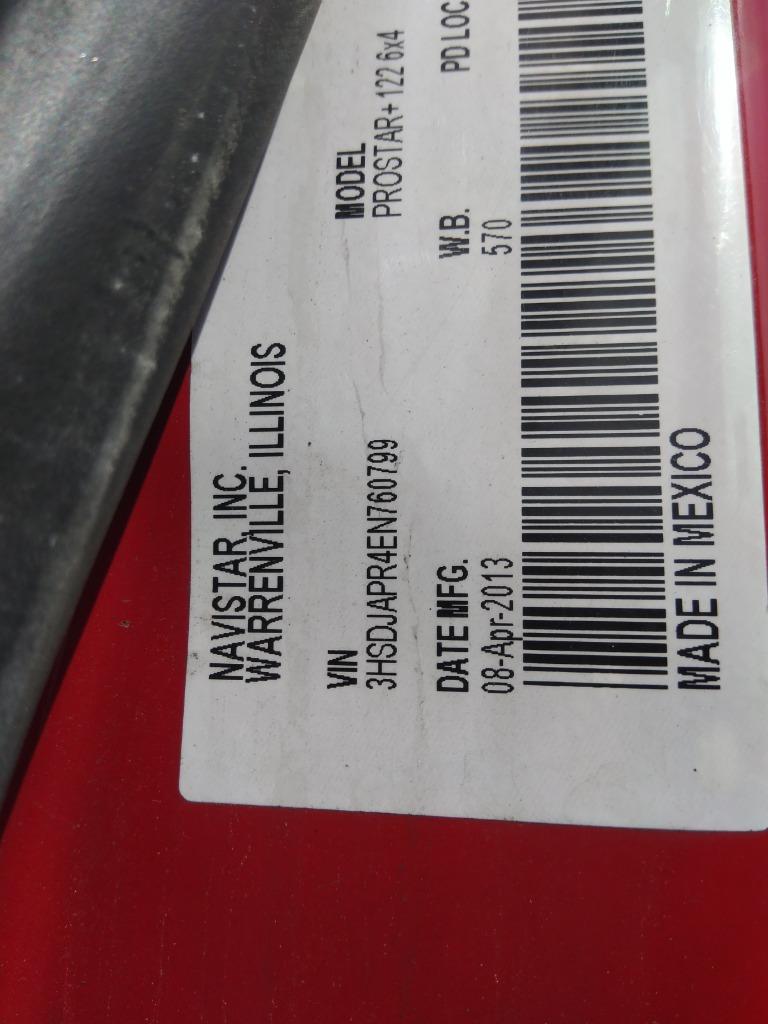 NAVISTAR, INC.
WARRENVILLE, ILLINOIS
VIN MODEL
3HSDJAPR4EN760799 PROSTAR+ 122 6x4
DATE MFG. W.B. PD LOC
08-Apr-2013 570
MADE IN MEXICO